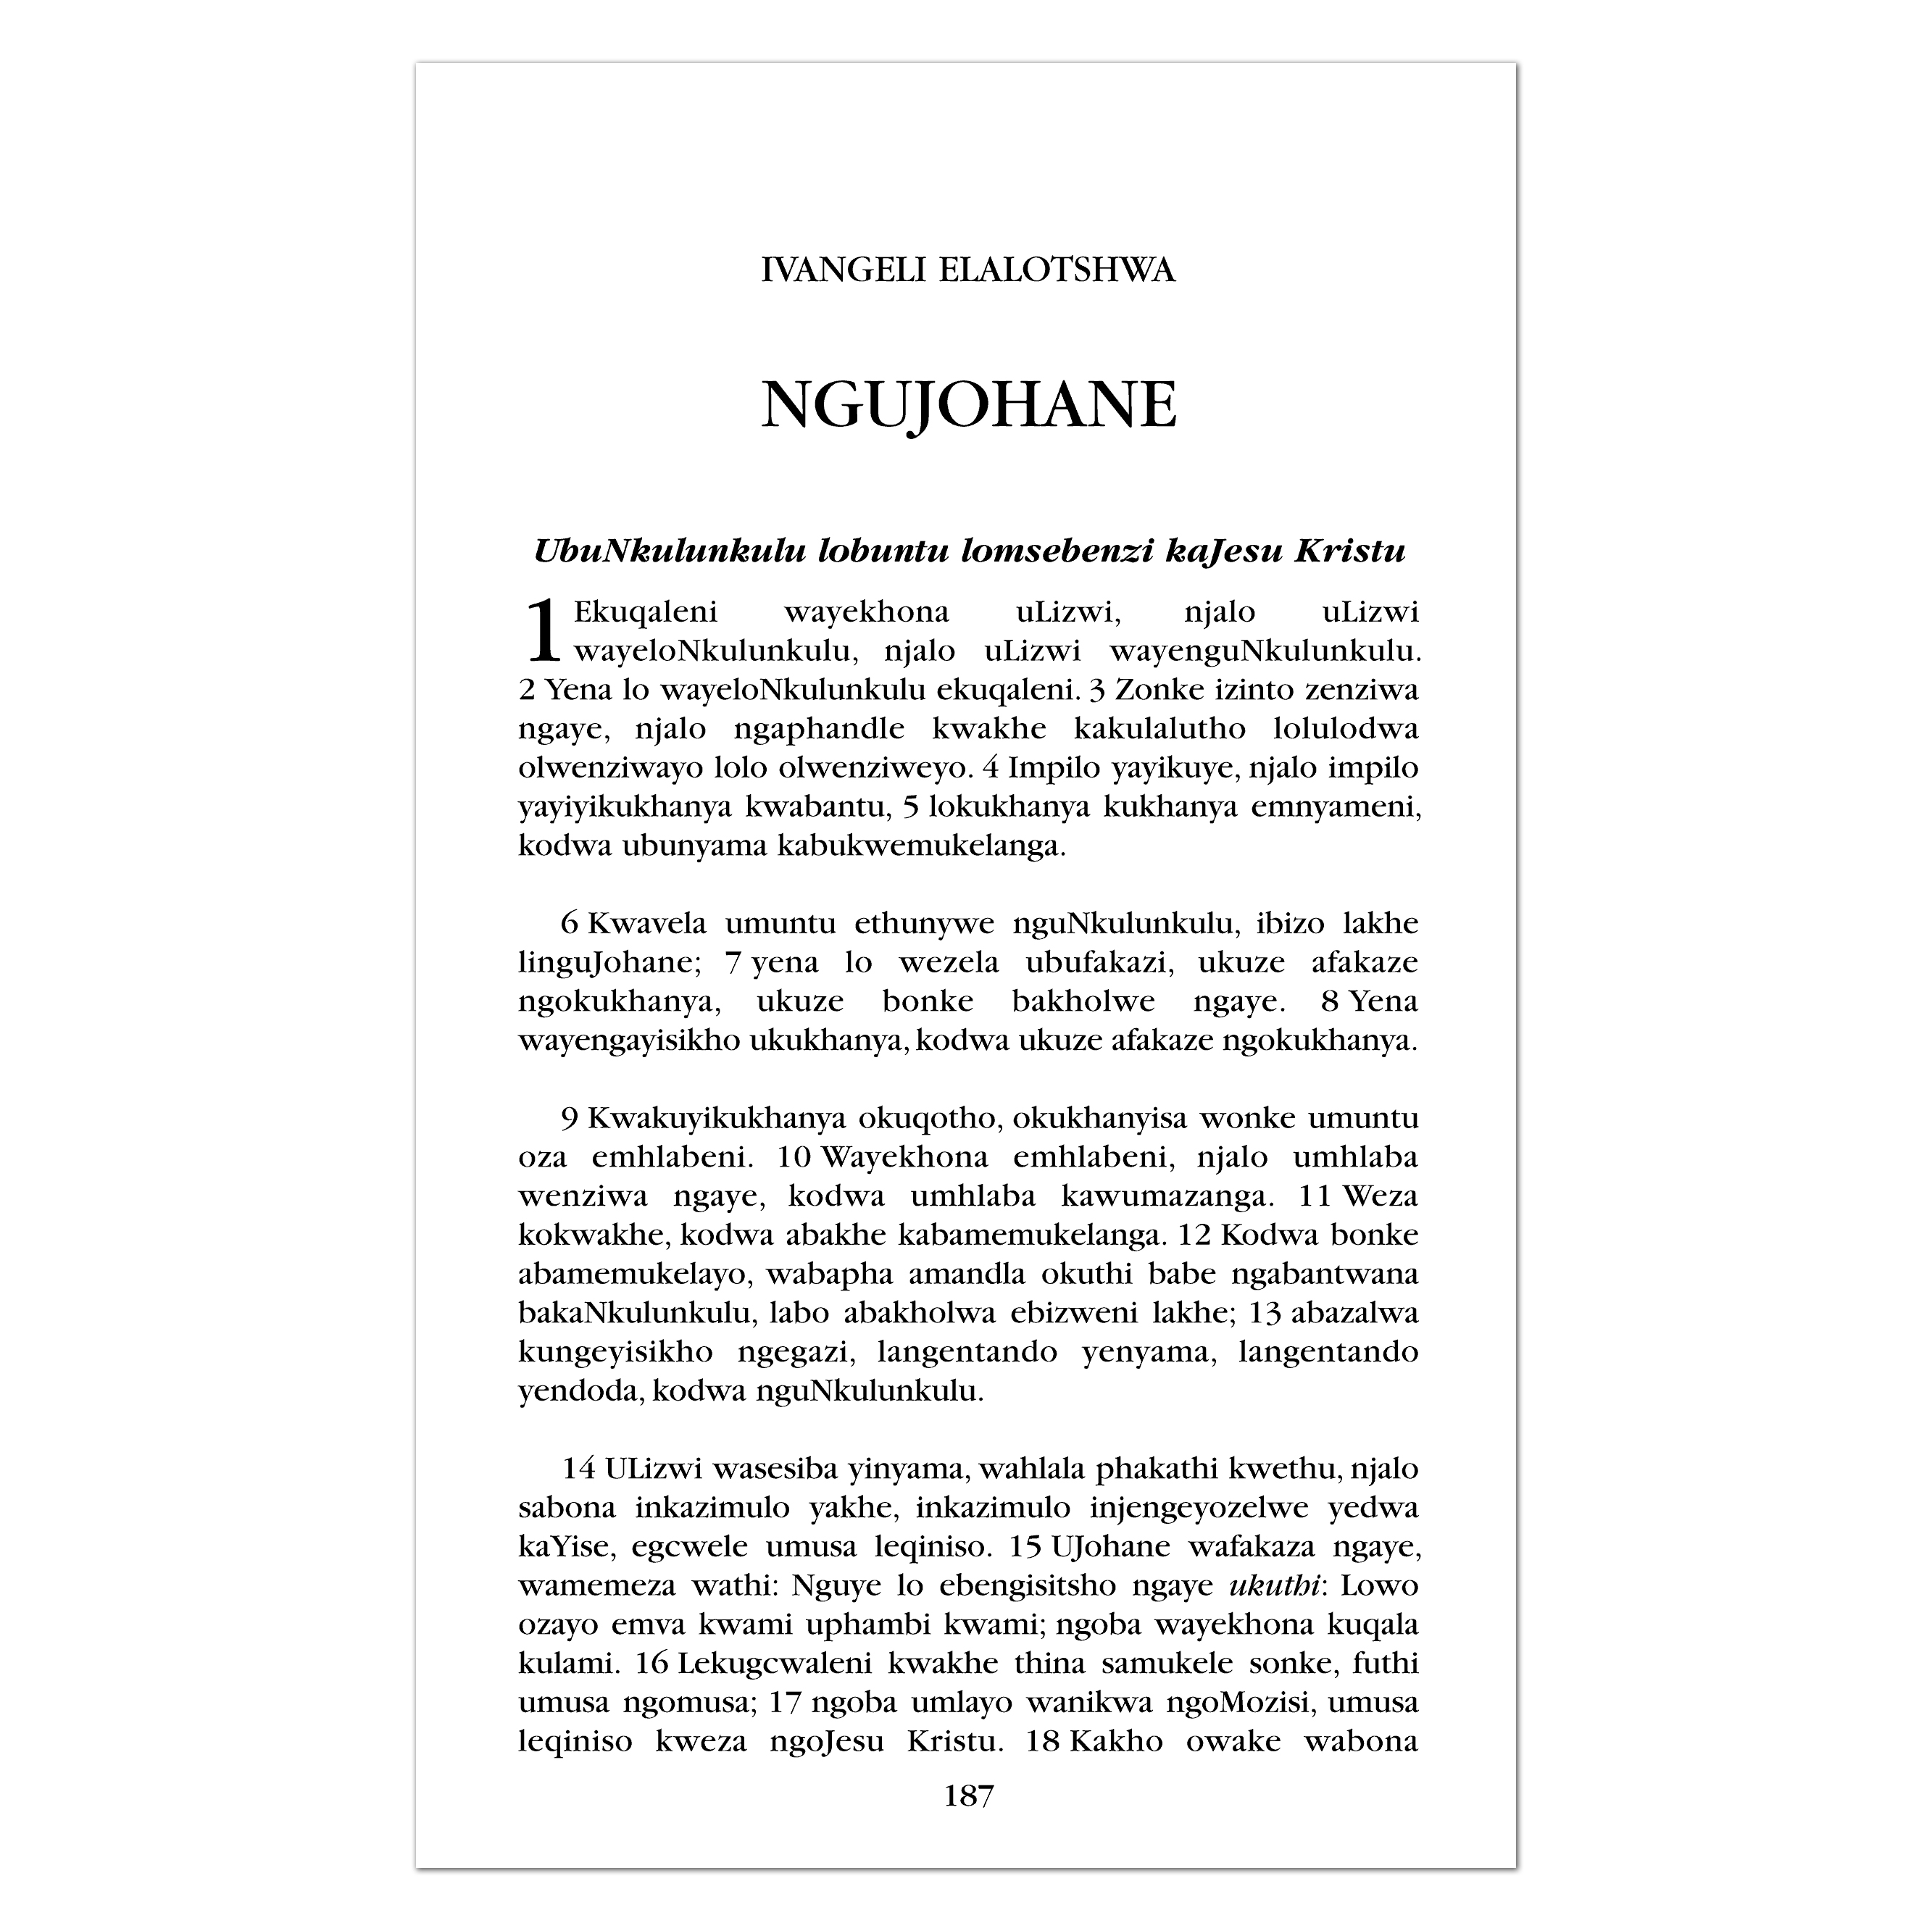 IVANGELI ELALOTSHWA
NGUJOHANE
UbuNkulunkulu lobuntu lomsebenzi kaJesu Kristu
1 Ekuqaleni wayekhona uLizwi, njalo uLizwi
wayeloNkulunkulu, njalo uLizwi wayenguNkulunkulu.
2 Yena lo wayeloNkulunkulu ekuqaleni. 3 Zonke izinto zenziwa
ngaye, njalo ngaphandle kwakhe kakulalutho lolulodwa
olwenziwayo lolo olwenziweyo. 4 Impilo yayikuye, njalo impilo
yayiyikukhanya kwabantu, 5 lokukhanya kukhanya emnyameni,
kodwa ubunyama kabukwemukelanga.
6 Kwavela umuntu ethunywe nguNkulunkulu, ibizo lakhe
linguJohane; 7 yena lo wezela ubufakazi, ukuze afakaze
ngokukhanya, ukuze bonke bakholwe ngaye. 8 Yena
wayengayisikho ukukhanya, kodwa ukuze afakaze ngokukhanya.
9 Kwakuyikukhanya okuqotho, okukhanyisa wonke umuntu
oza emhlabeni. 10 Wayekhona emhlabeni, njalo umhlaba
wenziwa ngaye, kodwa umhlaba kawumazanga. 11 Weza
kokwakhe, kodwa abakhe kabamemukelanga. 12 Kodwa bonke
abamemukelayo, wabapha amandla okuthi babe ngabantwana
bakaNkulunkulu, labo abakholwa ebizweni lakhe; 13 abazalwa
kungeyisikho ngegazi, langentando yenyama, langentando
yendoda, kodwa nguNkulunkulu.
14 ULizwi wasesiba yinyama, wahlala phakathi kwethu, njalo
sabona inkazimulo yakhe, inkazimulo injengeyozelwe yedwa
kaYise, egcwele umusa leqiniso. 15 UJohane wafakaza ngaye,
wamemeza wathi: Nguye lo ebengisitsho ngaye ukuthi: Lowo
ozayo emva kwami uphambi kwami; ngoba wayekhona kuqala
kulami. 16 Lekugcwaleni kwakhe thina samukele sonke, futhi
umusa ngomusa; 17 ngoba umlayo wanikwa ngoMozisi, umusa
leqiniso kweza ngoJesu Kristu. 18 Kakho owake wabona
187